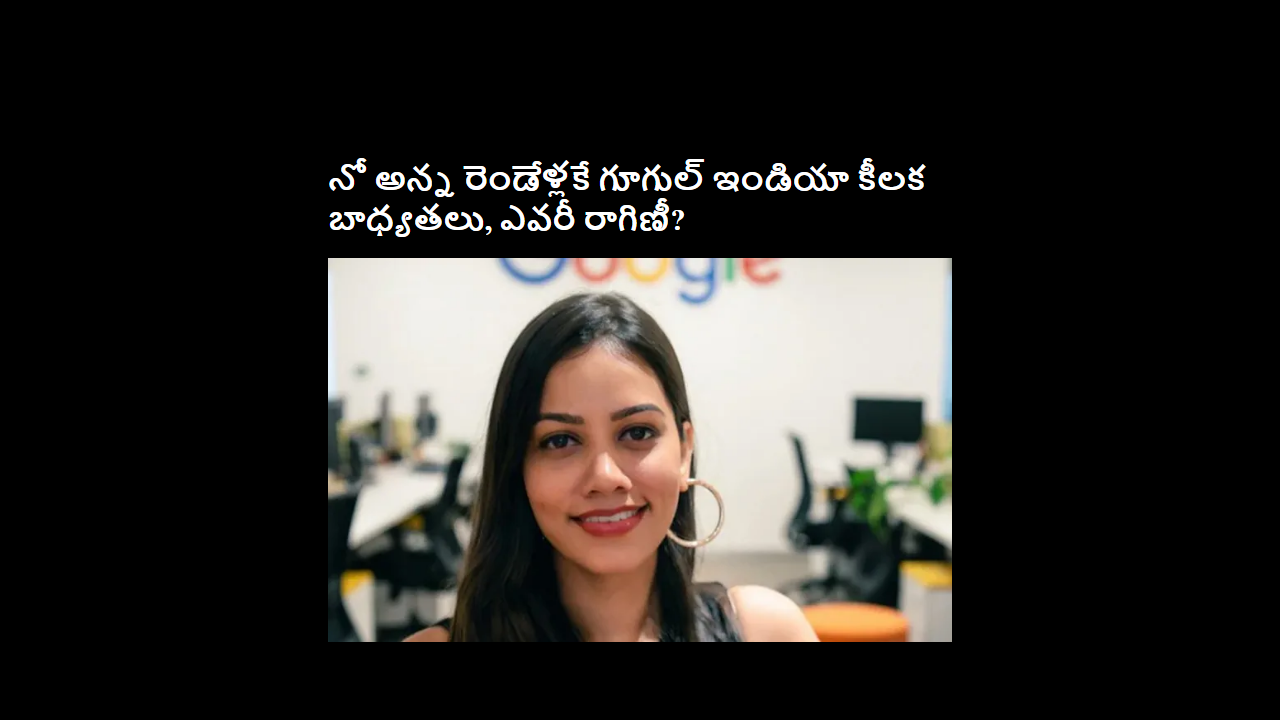 నో అన్న రెండేళ్లకే గూగుల్ ఇండియా కీలక
బాధ్యతలు, ఎవరీ రాగిణీ?
Google